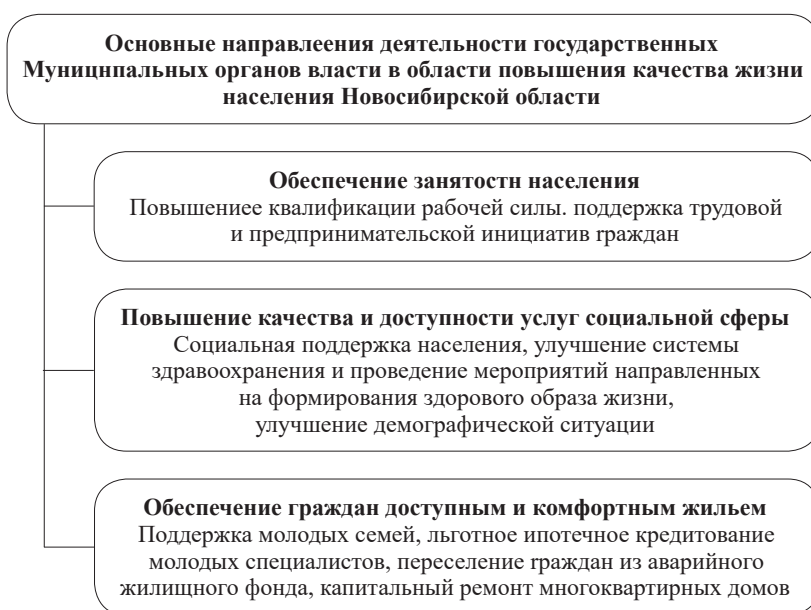 Основные направлеения деятельности государственных
Муницнпальных органов власти в области повышения качества жизни
населения Новосибирской области
Обеспечение занятостн населения
Повышениее квалификации рабочей силы. поддержка трудовой
и предпринимательской инициатив граждан
Повышение качества и доступности услуг социальной сферы
Социальная поддержка населения, улучшение системы
здравоохранения и проведение мероприятий направленных
на формирования здорового образа жизни,
улучшение демографической ситуации
Обеспечение граждан доступным и комфортным жильем
Поддержка молодых семей, льготное ипотечное кредитование
молодых специалистов, переселение граждан из аварийного
жилищного фонда, капитальный ремонт многоквартирных домов